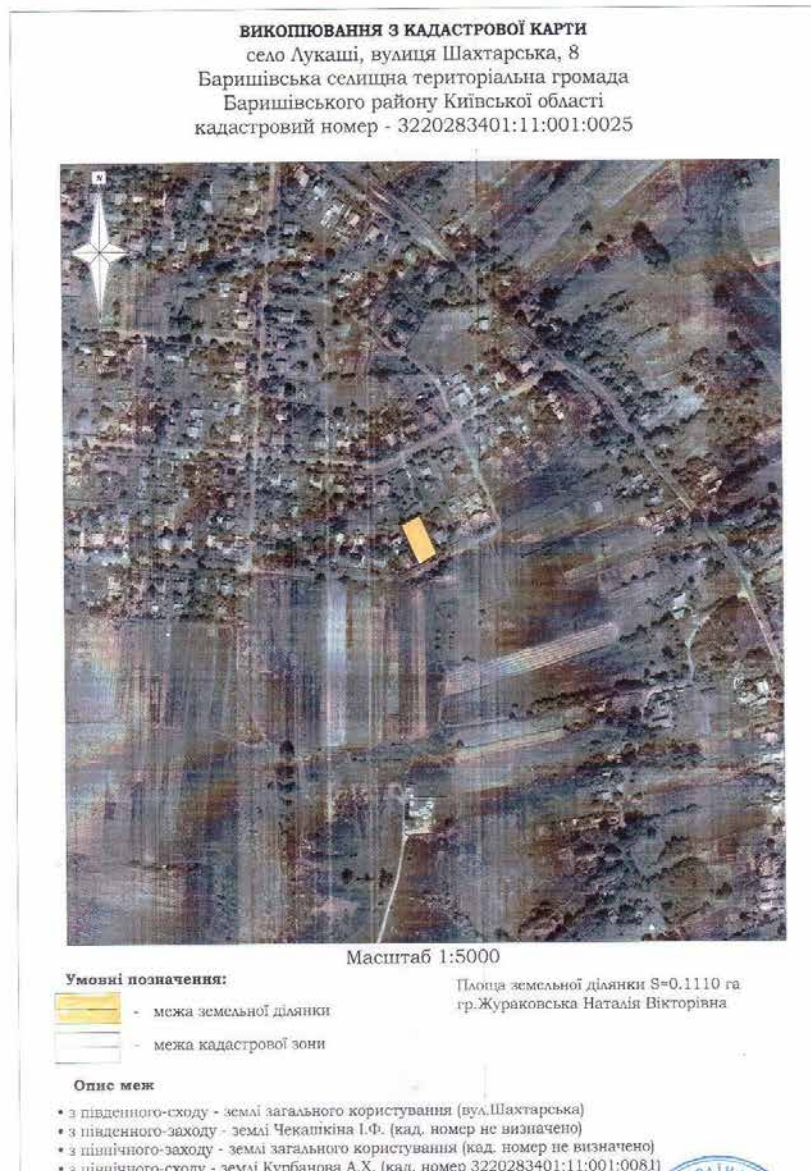 ВИКОПІЮВАННЯ З КАДАСТРОВОЇ КАРТИ
село Лукаші, вулиця Шахтарська, 8
Баришівська селищна територіальна громада
Баришівського району Київської області
кадастровий номер - 3220283401:11:001:0025
N
Масштаб 1:5000
Умовні позначення:
- межа земельної ділянки
- межа кадастрової зони
Площа земельної ділянки S=0.1110 га
гр.Жураковська Наталія Вікторівна
Опис меж
• з південного-сходу - землі загального користування (вул.Шахтарська)
• з південного-заходу - землі Чекапікіна І.Ф. (кад. номер не визначено)
• з північного-заходу - землі загального користування (кад. номер не визначено)
• з північного-сходу - землі Курбанова А.Х. (кад. номер 3220283401:11:001:0081)